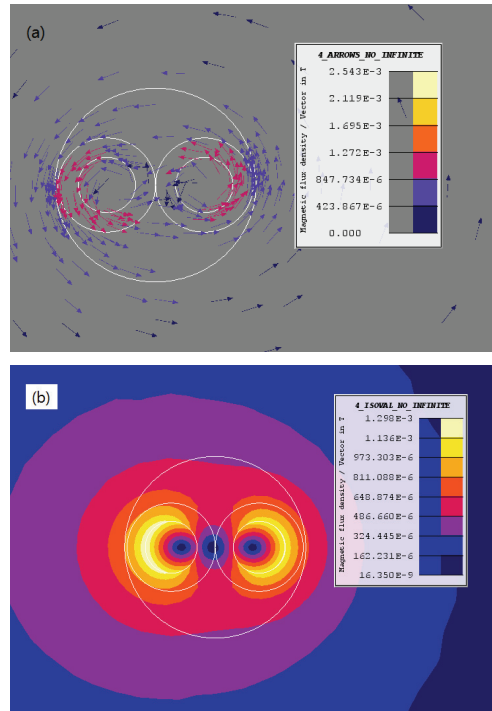 (a)
4_ARROWS_NO_INFINITE
Magnetic flux density / Vector in T
2.543E-3
2.119E-3
1.695E-3
1.272E-3
847.734E-6
423.867E-6
0.000
(b)
4_ISOVAL_NO_INFINITE
Magnetic flux density / Vector in T
1.298E-3
1.136E-3
973.303E-6
811.088E-6
648.874E-6
486.660E-6
324.445E-6
162.231E-6
16.350E-9